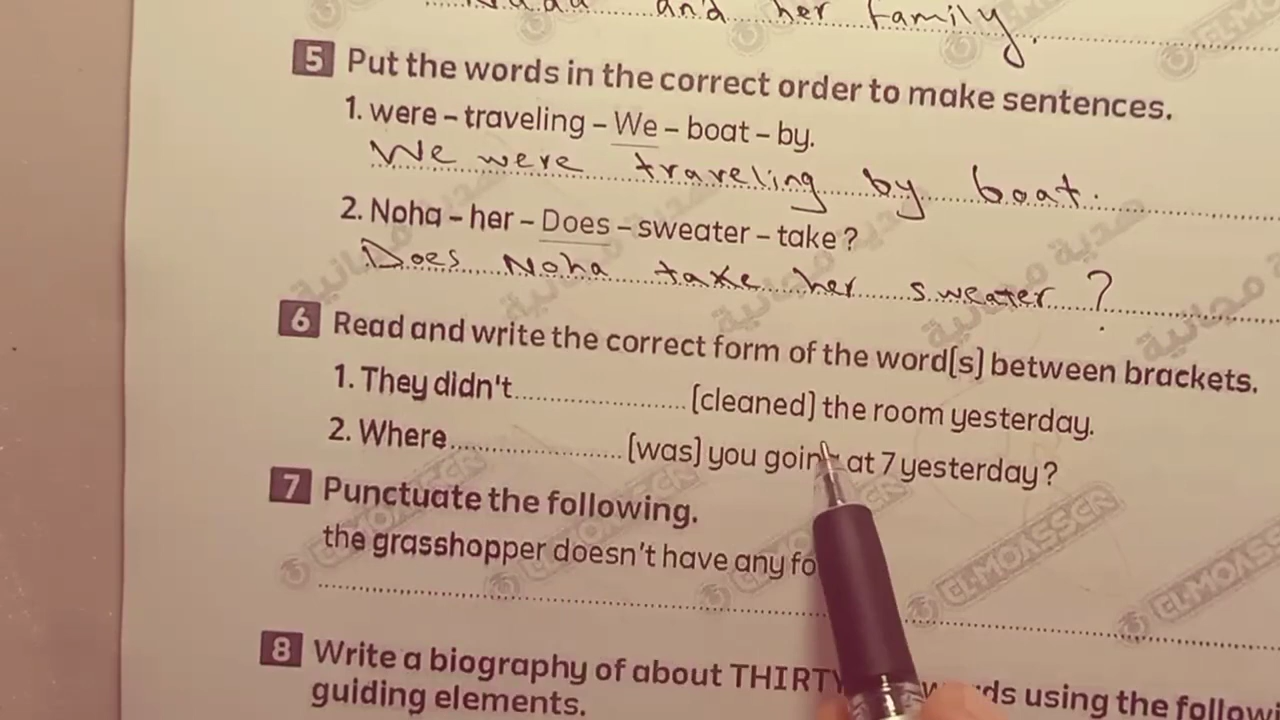 and her family.
5 Put the words in the correct order to make sentences.
1. were – traveling – We – boat – by.
We were traveling by boat.
2. Noha – her – Does – sweater – take ?
Does Noha take her sweater ?
6 Read and write the correct form of the word[s] between brackets.
1. They didn't [cleaned] the room yesterday.
2. Where [was] you going at 7 yesterday ?
7 Punctuate the following.
the grasshopper doesn't have any fo
8 Write a biography of about THIRTY using the
guiding elements.